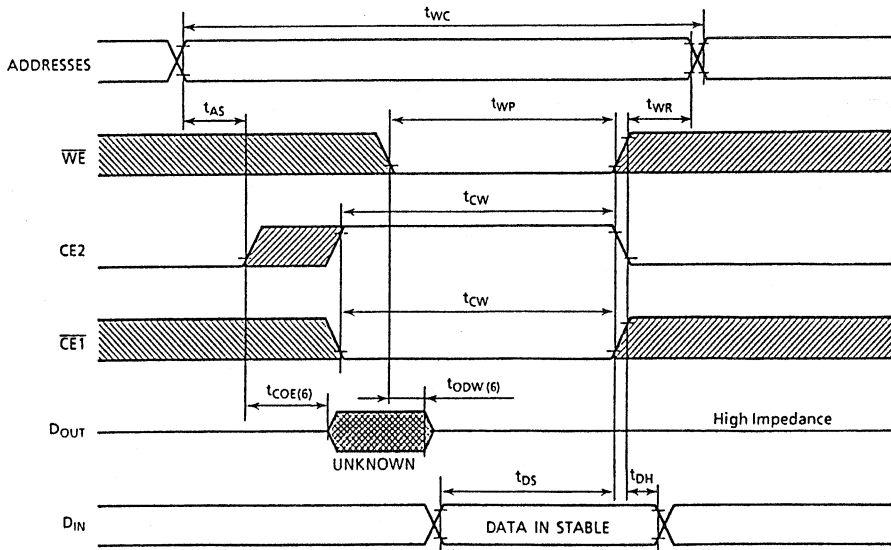 tWC
ADDRESSES
tAS
tWP
tWR
WE
tCW
CE2
tCW
CE1
tCOE(6)
tODW(6)
DOUT
High Impedance
UNKNOWN
tDS
tDH
DIN
DATA IN STABLE